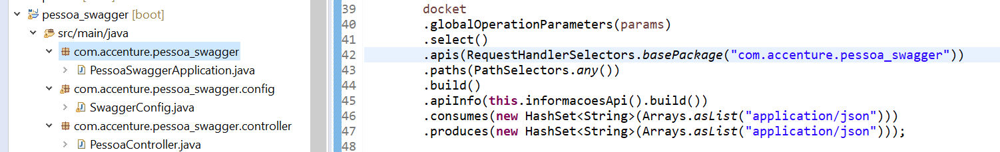 pessoa_swagger [boot]
src/main/java
com.accenture.pessoa_swagger
PessoaSwaggerApplication.java
com.accenture.pessoa_swagger.config
SwaggerConfig.java
com.accenture.pessoa_swagger.controller
PessoaController.java
39 docket
40 .globalOperationParameters(params)
41 .select()
42 .apis(RequestHandlerSelectors.basePackage("com.accenture.pessoa_swagger"))
43 .paths(PathSelectors.any())
44 .build()
45 .apiInfo(this.informacoesApi().build())
46 .consumes(new HashSet<String>(Arrays.asList("application/json")))
47 .produces(new HashSet<String>(Arrays.asList("application/json")));
48